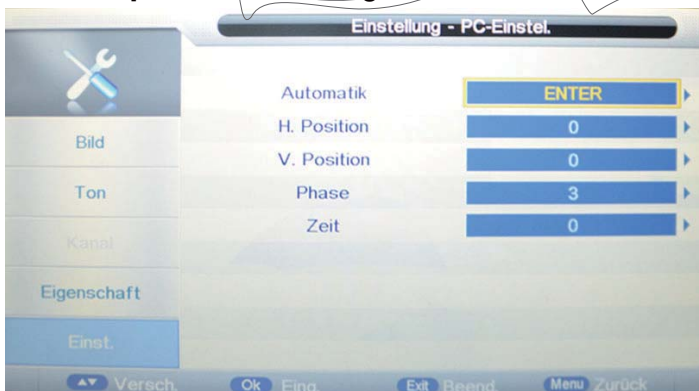 Einstellung - PC-Einstel.
Automatik ENTER
H. Position 0
V. Position 0
Phase 3
Zeit 0
Bild
Ton
Kanal
Eigenschaft
Einst.
Versch. Ok Eing. Exit Beend. Menu Zurück